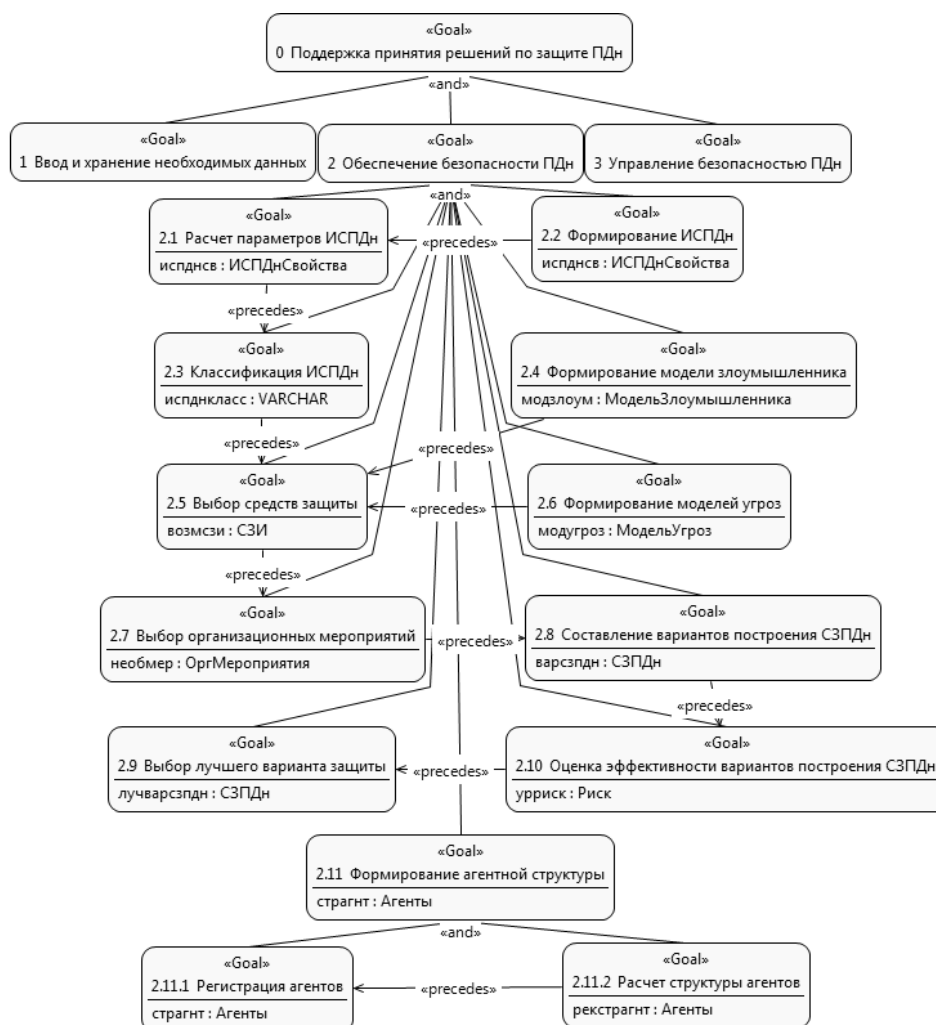 «Goal»
0 Поддержка принятия решений по защите ПДн
«and»
«Goal»
1 Ввод и хранение необходимых данных
«Goal»
2 Обеспечение безопасности ПДн
«Goal»
3 Управление безопасностью ПДн
«and»
«Goal»
2.1 Расчет параметров ИСПДн
испднсв : ИСПДнСвойства
«precedes»
«Goal»
2.2 Формирование ИСПДн
испднсв : ИСПДнСвойства
«precedes»
«Goal»
2.3 Классификация ИСПДн
испднкласс : VARCHAR
«Goal»
2.4 Формирование модели злоумышленника
модзлоум : МодельЗлоумышленника
«precedes»
«precedes»
«Goal»
2.5 Выбор средств защиты
возмсзи : СЗИ
«precedes»
«Goal»
2.6 Формирование моделей угроз
модугроз : МодельУгроз
«precedes»
«Goal»
2.7 Выбор организационных мероприятий
необмер : ОргМероприятия
«precedes»
«Goal»
2.8 Составление вариантов построения СЗПДн
варсзпдн : СЗПДн
«precedes»
«Goal»
2.9 Выбор лучшего варианта защиты
лучварсзпдн : СЗПДн
«precedes»
«Goal»
2.10 Оценка эффективности вариантов построения СЗПДн
урриск : Риск
«Goal»
2.11 Формирование агентной структуры
страгнт : Агенты
«and»
«Goal»
2.11.1 Регистрация агентов
страгнт : Агенты
«precedes»
«Goal»
2.11.2 Расчет структуры агентов
рекстрагнт : Агенты